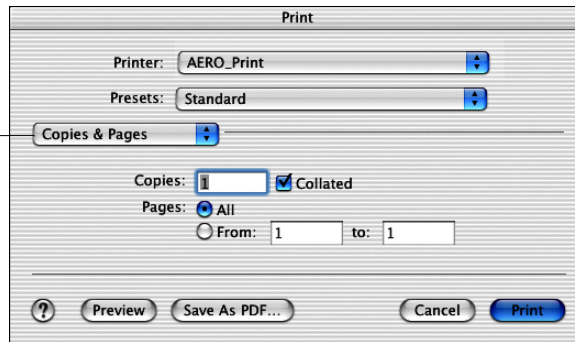 Print
Printer: AERO_Print
Presets: Standard
Copies & Pages
Copies: 1 Collated
Pages: All
From: 1 to: 1
? Preview Save As PDF... Cancel Print